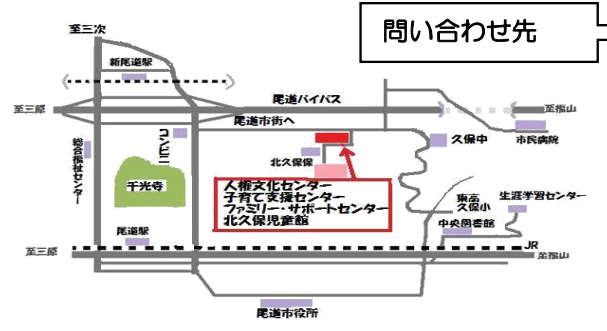 問い合わせ先
至三次
新尾道駅
至三原
尾道バイパス
至福山
尾道市街へ
総合福祉センター
北久保保
久保中
市民病院
千光寺
人権文化センター
子育て支援センター
ファミリー・サポートセンター
北久保児童館
東高
久保小
生涯学習センター
中央図書館
尾道駅
至三原
JR
至福山
尾道市役所